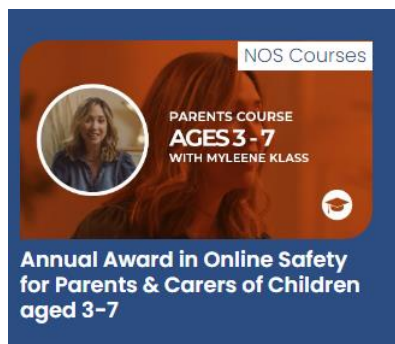 NOS Courses
PARENTS COURSE
AGES 3 - 7
WITH MYLEENE KLASS
Annual Award in Online Safety
for Parents & Carers of Children
aged 3-7